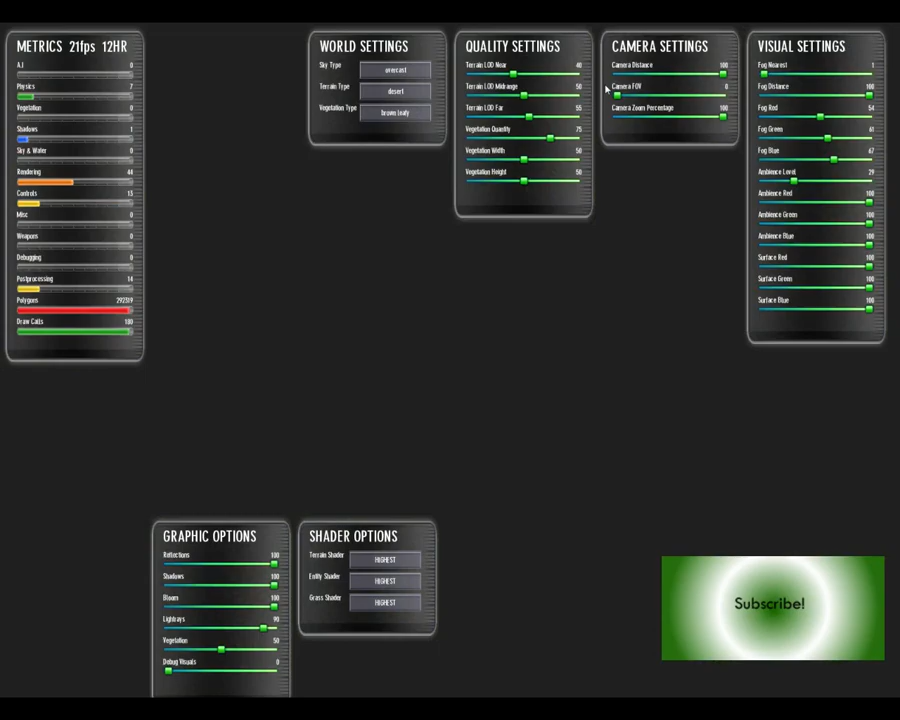 METRICS 21fps 12HR
A.I 0
Physics 7
Vegetation 0
Shadows 1
Sky & Water 0
Rendering 44
Controls 15
Misc 0
Weapons 0
Debugging 0
Postprocessing 14
Polygons 292319
Draw Calls 180
WORLD SETTINGS
Sky Type overcast
Terrain Type desert
Vegetation Type brown leafy
QUALITY SETTINGS
Terrain LOD Near 40
Terrain LOD Midrange 50
Terrain LOD Far 55
Vegetation Quantity 75
Vegetation Width 50
Vegetation Height 50
CAMERA SETTINGS
Camera Distance 100
Camera FOV 0
Camera Zoom Percentage 100
VISUAL SETTINGS
Fog Nearest 1
Fog Distance 100
Fog Red 54
Fog Green 61
Fog Blue 67
Ambience Level 29
Ambience Red 100
Ambience Green 100
Ambience Blue 100
Surface Red 100
Surface Green 100
Surface Blue 100
GRAPHIC OPTIONS
Reflections 100
Shadows 100
Bloom 100
Lightrays 90
Vegetation 50
Debug Visuals 0
SHADER OPTIONS
Terrain Shader HIGHEST
Entity Shader HIGHEST
Grass Shader HIGHEST
Subscribe!